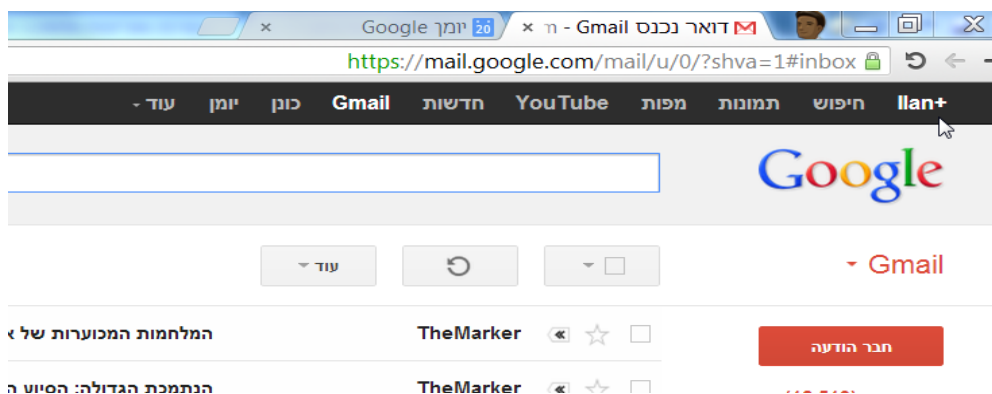 דואר נכנס - Gmail
יומן Google
https://mail.google.com/mail/u/0/?shva=1#inbox
Ilan+ חיפוש תמונות מפות YouTube חדשות Gmail כונן יומן עוד
Google
Gmail
עוד
חבר הודעה
TheMarker המלחמות המכוערות של
TheMarker הנתמכת הגדולה: הסיוע